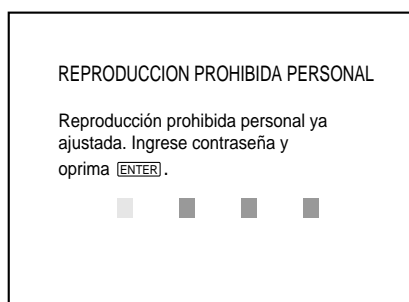 REPRODUCCION PROHIBIDA PERSONAL
Reproducción prohibida personal ya
ajustada. Ingrese contraseña y
oprima ENTER.